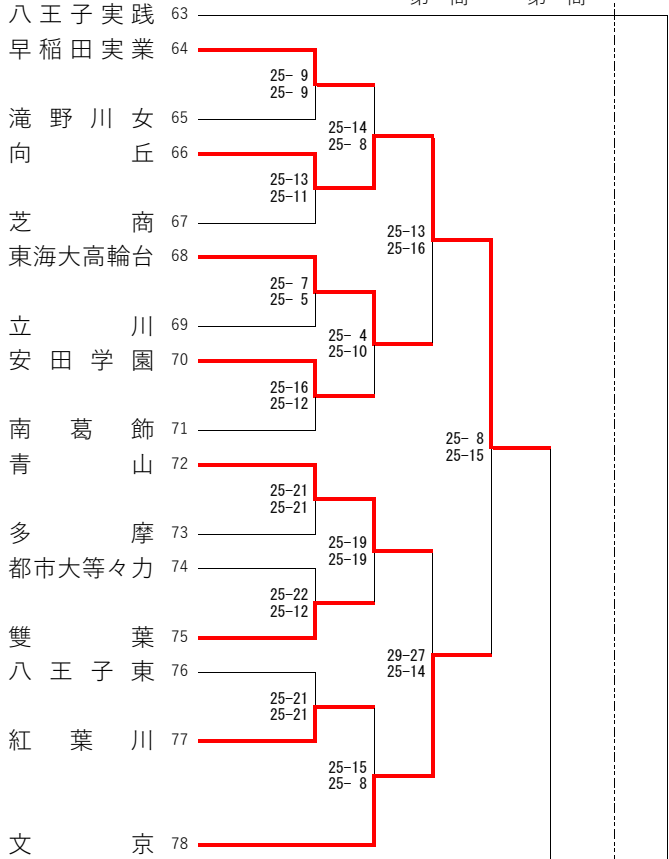 第一商 第一商
八王子実践 63
早稲田実業 64
25- 9
25- 9
滝野川女 65
25-14
25- 8
向丘 66
25-13
25-11
芝商 67
25-13
25-16
東海大高輪台 68
25- 7
25- 5
立川 69
25- 4
25-10
安田学園 70
25-16
25-12
南葛飾 71
25- 8
25-15
青山 72
25-21
25-21
多摩 73
25-19
25-19
都市大等々力 74
25-22
25-12
雙葉 75
29-27
25-14
八王子東 76
25-21
25-21
紅葉川 77
25-15
25- 8
文京 78